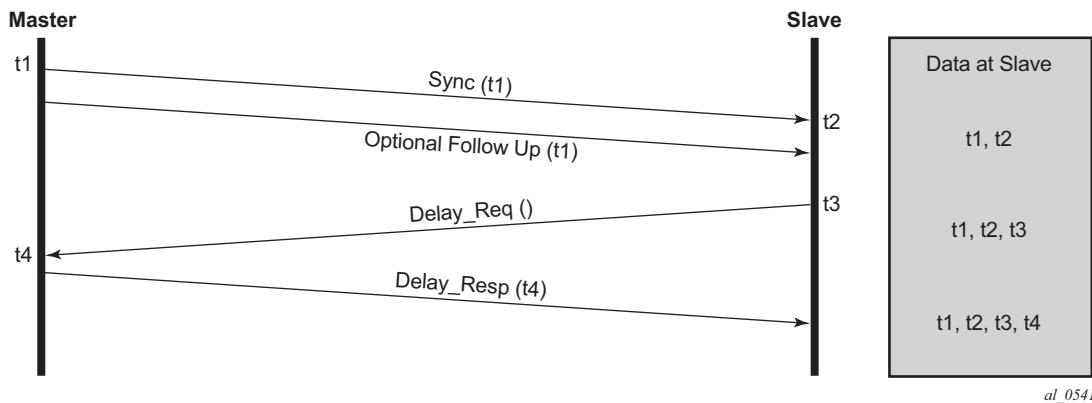 Master
Slave
t1
Sync (t1)
Data at Slave
t2
Optional Follow Up (t1)
t1, t2
t3
Delay_Req ()
t1, t2, t3
t4
Delay_Resp (t4)
t1, t2, t3, t4